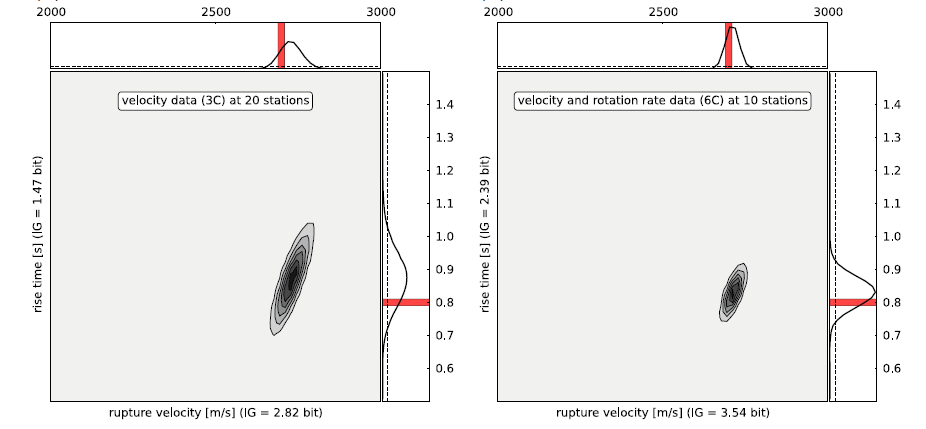 2000 2500 3000
velocity data (3C) at 20 stations
rise time [s] (IG = 1.47 bit)
1.4
1.3
1.2
1.1
1.0
0.9
0.8
0.7
0.6
rupture velocity [m/s] (IG = 2.82 bit)
2000 2500 3000
velocity and rotation rate data (6C) at 10 stations
rise time [s] (IG = 2.39 bit)
1.4
1.3
1.2
1.1
1.0
0.9
0.8
0.7
0.6
rupture velocity [m/s] (IG = 3.54 bit)